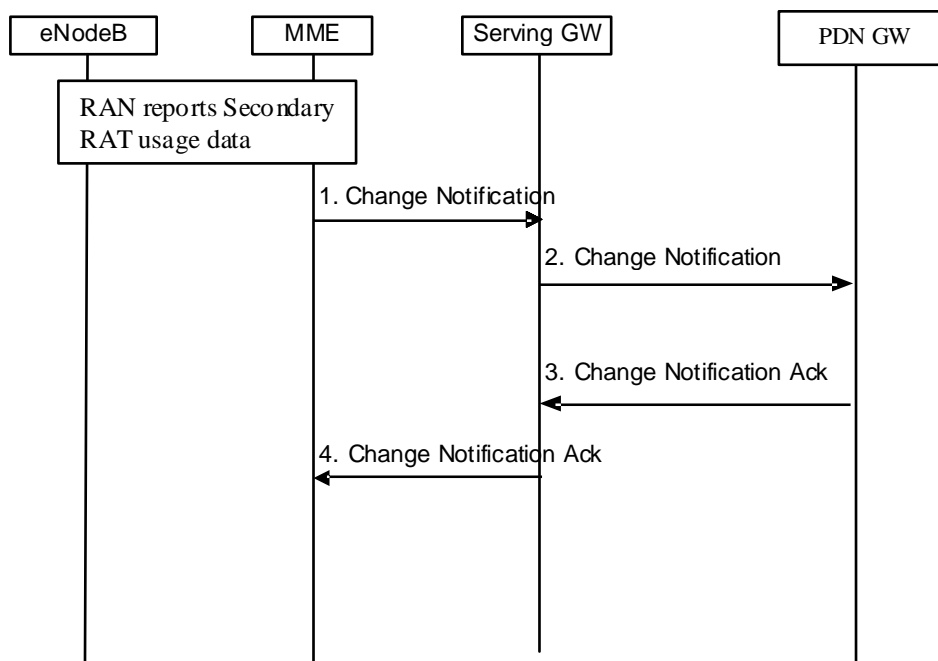 eNodeB
MME
Serving GW
PDN GW
RAN reports Secondary
RAT usage data
1. Change Notification
2. Change Notification
3. Change Notification Ack
4. Change Notification Ack